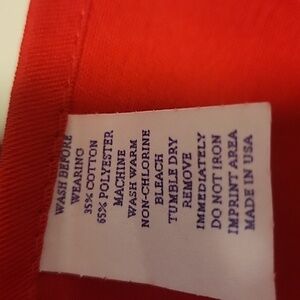 WASH BEFORE
WEARING
35% COTTON
65% POLYESTER
MACHINE
WASH WARM
NON-CHLORINE
BLEACH
TUMBLE DRY
REMOVE
IMMEDIATELY
DO NOT IRON
IMPRINT AREA
MADE IN USA